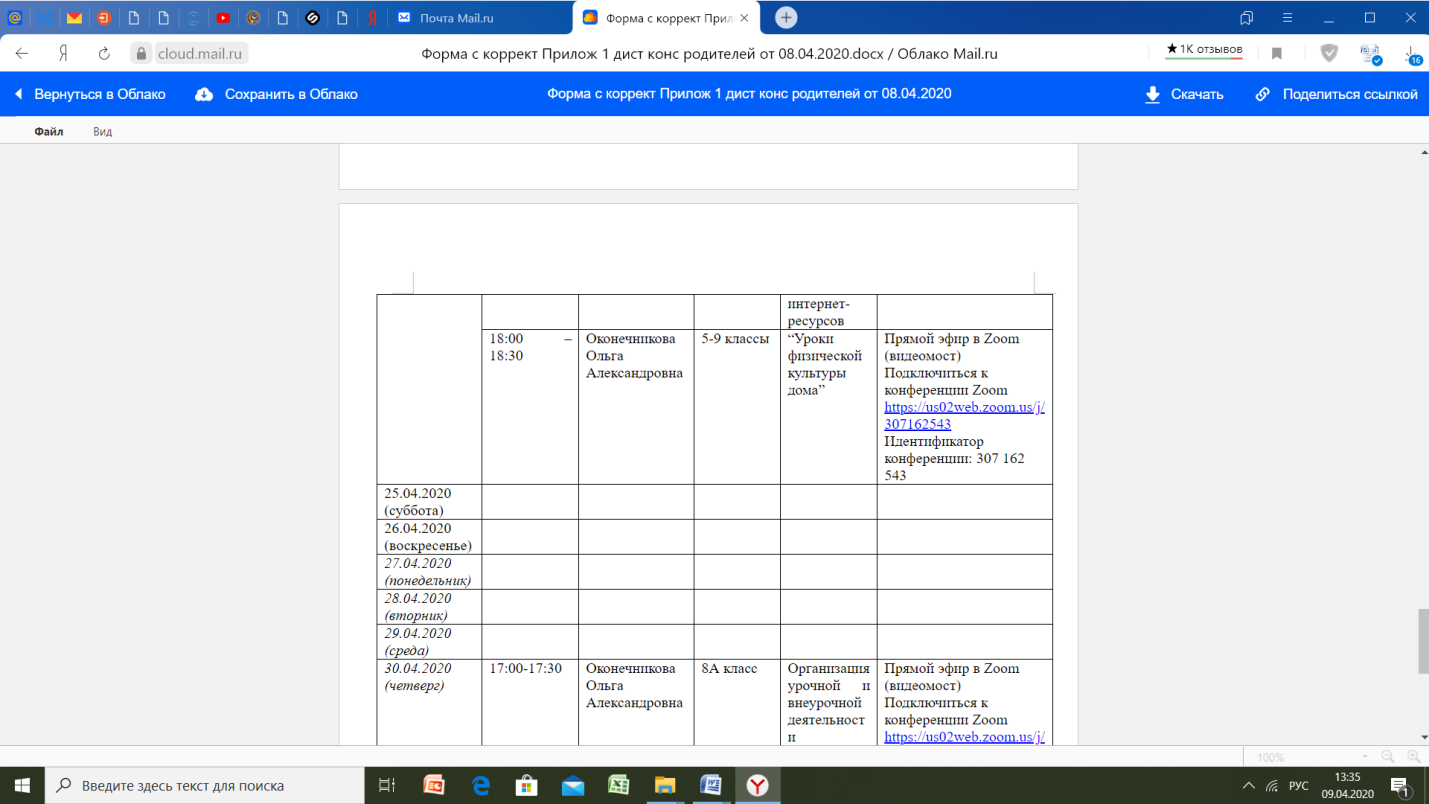 Почта Mail.ru
Форма с коррект Прил
cloud.mail.ru
Форма с коррект Прилож 1 дист конс родителей от 08.04.2020.docx / Облако Mail.ru
★1K отзывов
16
Вернуться в Облако
Сохранить в Облако
Форма с коррект Прилож 1 дист конс родителей от 08.04.2020
Скачать
Поделиться ссылкой
Файл
Вид
интернет-
ресурсов
18:00 –
18:30
Оконечникова
Ольга
Александровна
5-9 классы
“Уроки
физической
культуры
дома”
Прямой эфир в Zoom
(видеомост)
Подключиться к
конференции Zoom
https://us02web.zoom.us/j/
307162543
Идентификатор
конференции: 307 162
543
25.04.2020
(суббота)
26.04.2020
(воскресенье)
27.04.2020
(понедельник)
28.04.2020
(вторник)
29.04.2020
(среда)
30.04.2020
(четверг)
17:00-17:30
Оконечникова
Ольга
Александровна
8А класс
Организация
урочной и
внеурочной
деятельност
и
Прямой эфир в Zoom
(видеомост)
Подключиться к
конференции Zoom
https://us02web.zoom.us/j/
100%
Введите здесь текст для поиска
РУС
13:35
09.04.2020
1